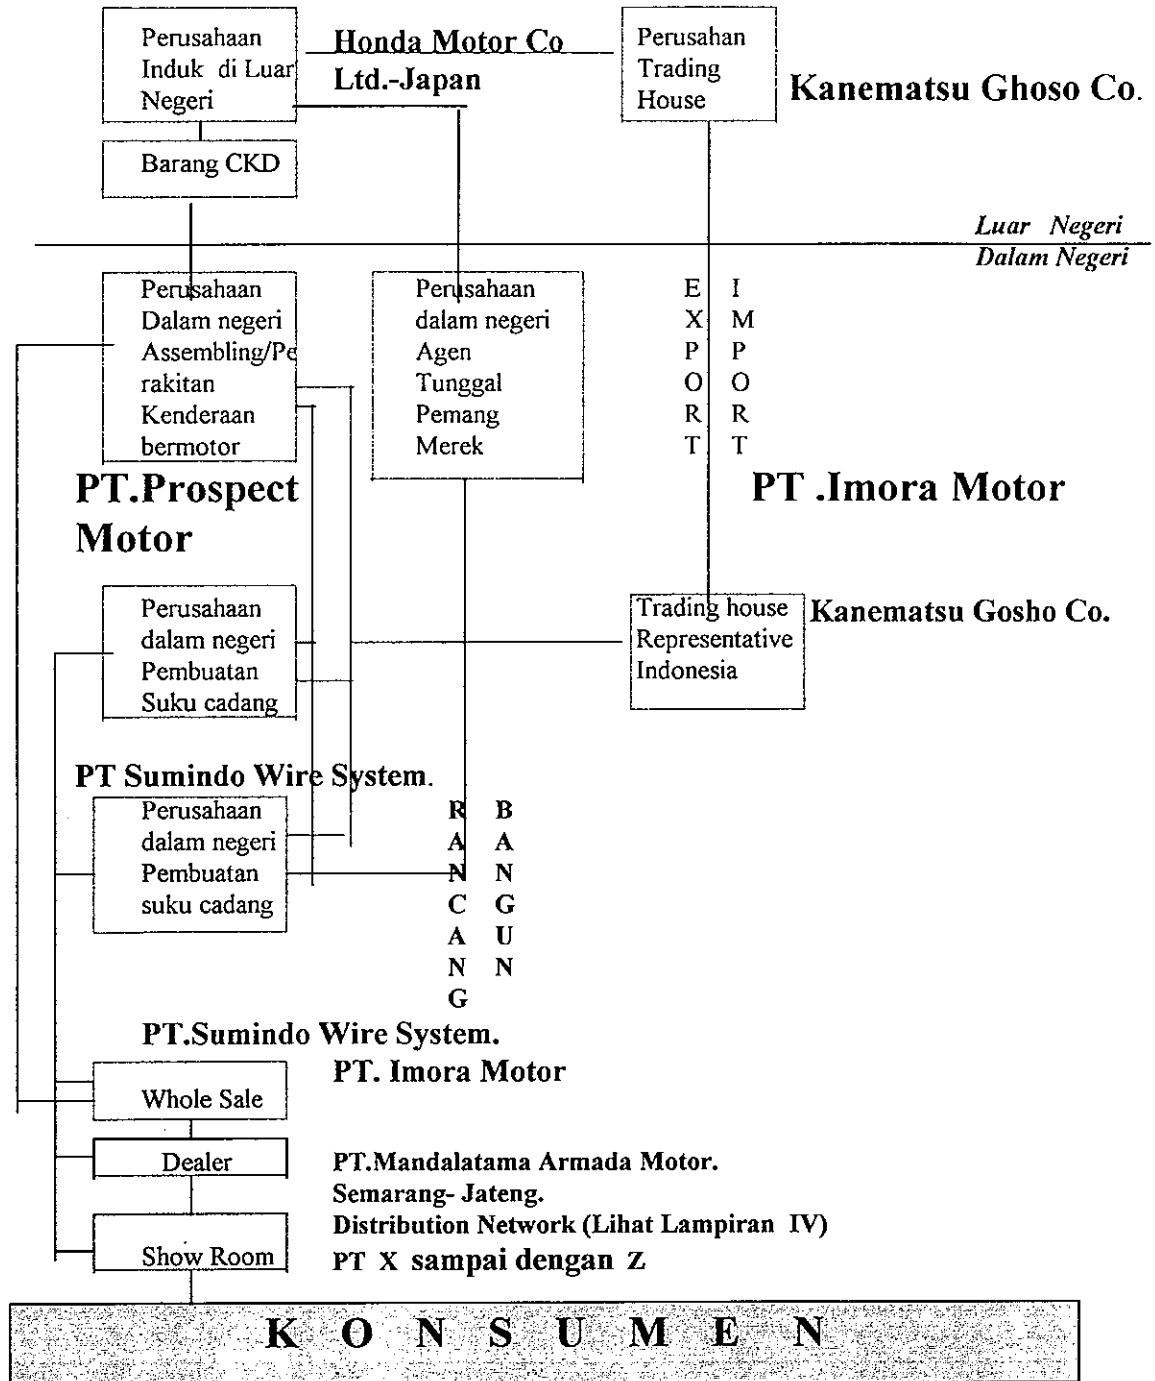 Perusahaan
Induk di Luar
Negeri
Honda Motor Co
Ltd.-Japan
Perusahan
Trading
House
Kanematsu Ghoso Co.
Barang CKD
Luar Negeri
Dalam Negeri
Perusahaan
Dalam negeri
Assembling/Pe
rakitan
Kenderaan
bermotor
PT.Prospect
Motor
Perusahaan
dalam negeri
Agen
Tunggal
Pemang
Merek
EXPORT
IMPORT
PT .Imora Motor
Perusahaan
dalam negeri
Pembuatan
Suku cadang
Trading house
Representative
Indonesia
Kanematsu Gosho Co.
PT Sumindo Wire System.
Perusahaan
dalam negeri
Pembuatan
suku cadang
RANCANG
BANGUN
PT.Sumindo Wire System.
PT. Imora Motor
Whole Sale
Dealer
PT.Mandalatama Armada Motor.
Semarang- Jateng.
Distribution Network (Lihat Lampiran IV)
Show Room
PT X sampai dengan Z
K O N S U M E N